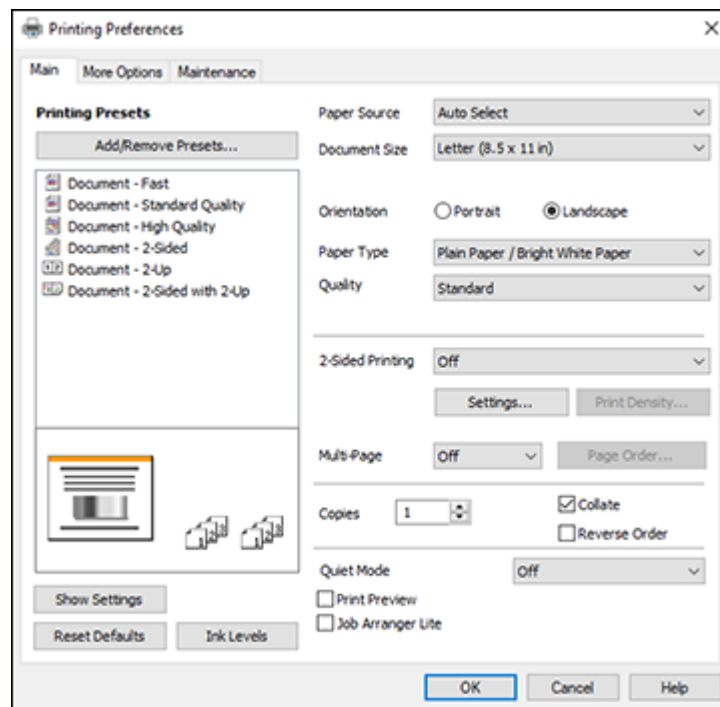 Printing Preferences
Main More Options Maintenance
Printing Presets
Add/Remove Presets...
Document - Fast
Document - Standard Quality
Document - High Quality
Document - 2-Sided
Document - 2-Up
Document - 2-Sided with 2-Up
Show Settings
Reset Defaults Ink Levels
Paper Source Auto Select
Document Size Letter (8.5 x 11 in)
Orientation Portrait Landscape
Paper Type Plain Paper / Bright White Paper
Quality Standard
2-Sided Printing Off
Settings... Print Density...
Multi-Page Off Page Order...
Copies 1 Collate
Reverse Order
Quiet Mode Off
Print Preview
Job Arranger Lite
OK Cancel Help